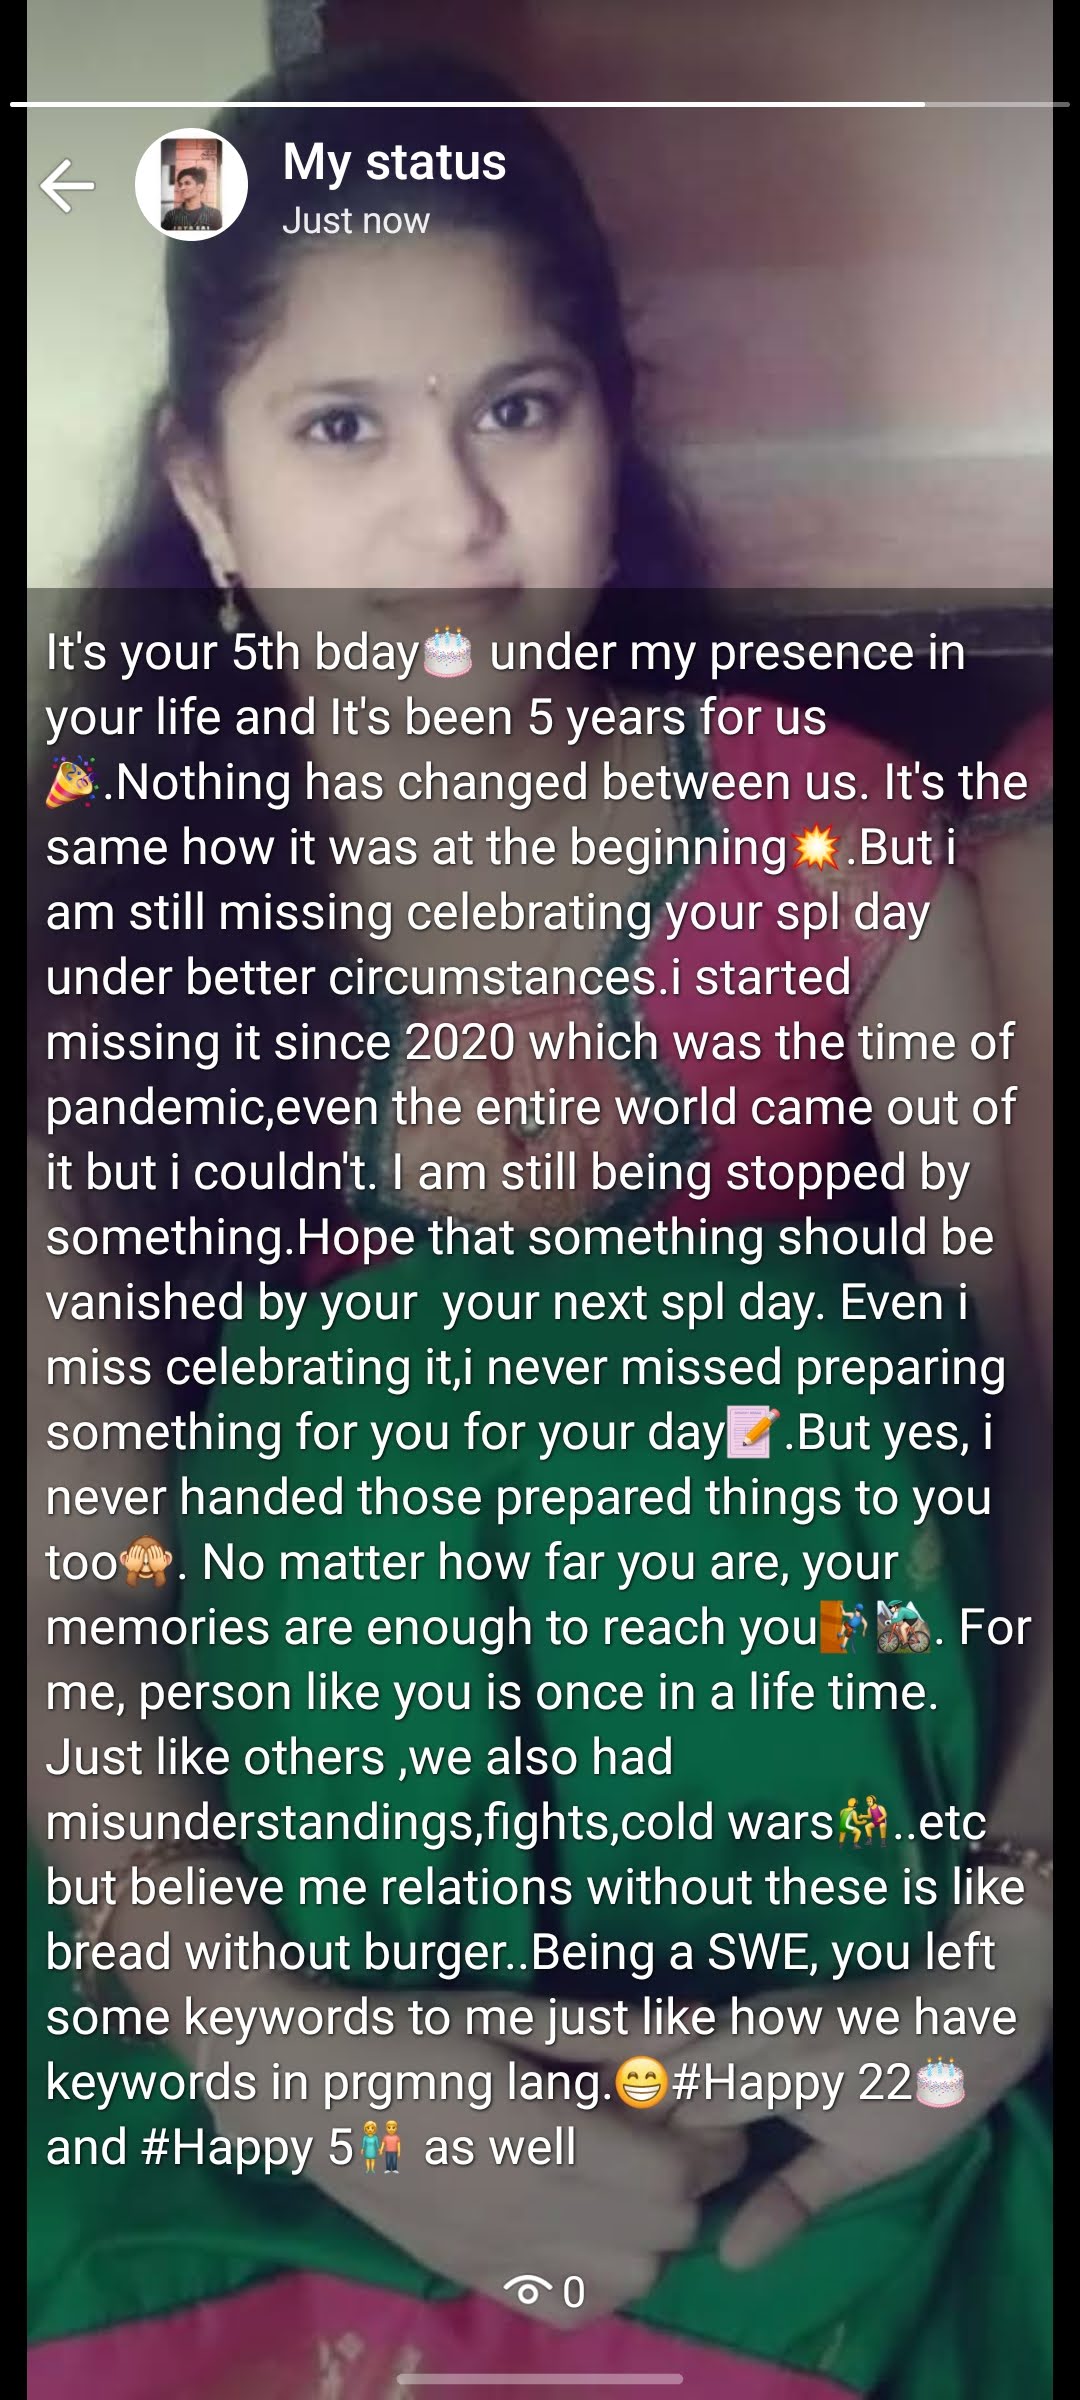 My status
Just now
It's your 5th bday🎂 under my presence in
your life and It's been 5 years for us
🎉.Nothing has changed between us. It's the
same how it was at the beginning💥.But i
am still missing celebrating your spl day
under better circumstances.i started
missing it since 2020 which was the time of
pandemic,even the entire world came out of
it but i couldn't. I am still being stopped by
something.Hope that something should be
vanished by your  your next spl day. Even i
miss celebrating it,i never missed preparing
something for you for your day📝.But yes, i
never handed those prepared things to you
too🙈. No matter how far you are, your
memories are enough to reach you🧗🚵. For
me, person like you is once in a life time.
Just like others ,we also had
misunderstandings,fights,cold wars🤼..etc
but believe me relations without these is like
bread without burger..Being a SWE, you left
some keywords to me just like how we have
keywords in prgmng lang.😁#Happy 22🎂
and #Happy 5👫 as well
0